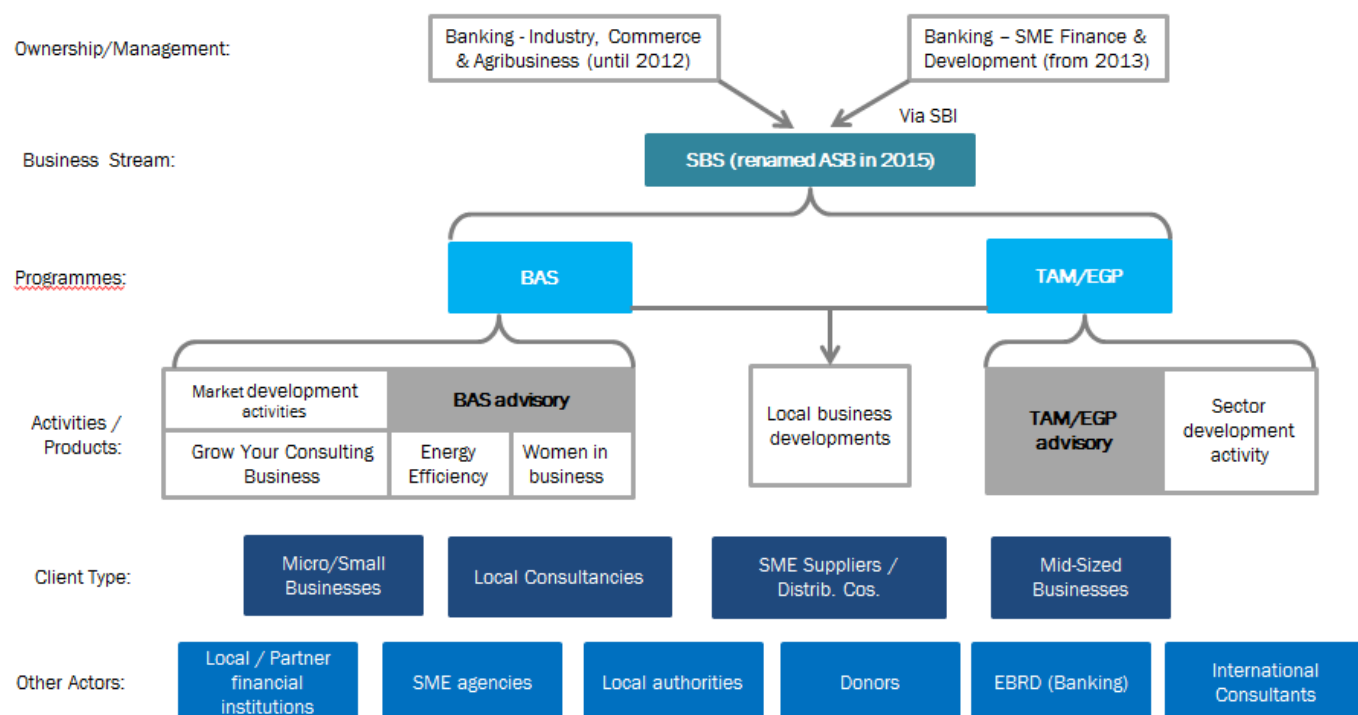 Ownership/Management:
Banking - Industry, Commerce
& Agribusiness (until 2012)
Banking – SME Finance &
Development (from 2013)
Via SBI
Business Stream:
SBS (renamed ASB in 2015)
Programmes:
BAS
TAM/EGP
Activities /
Products:
Market development
activities
BAS advisory
Grow Your Consulting
Business
Energy
Efficiency
Women in
business
Local business
developments
TAM/EGP
advisory
Sector
development
activity
Client Type:
Micro/Small
Businesses
Local Consultancies
SME Suppliers /
Distrib. Cos.
Mid-Sized
Businesses
Other Actors:
Local / Partner
financial
institutions
SME agencies
Local authorities
Donors
EBRD (Banking)
International
Consultants